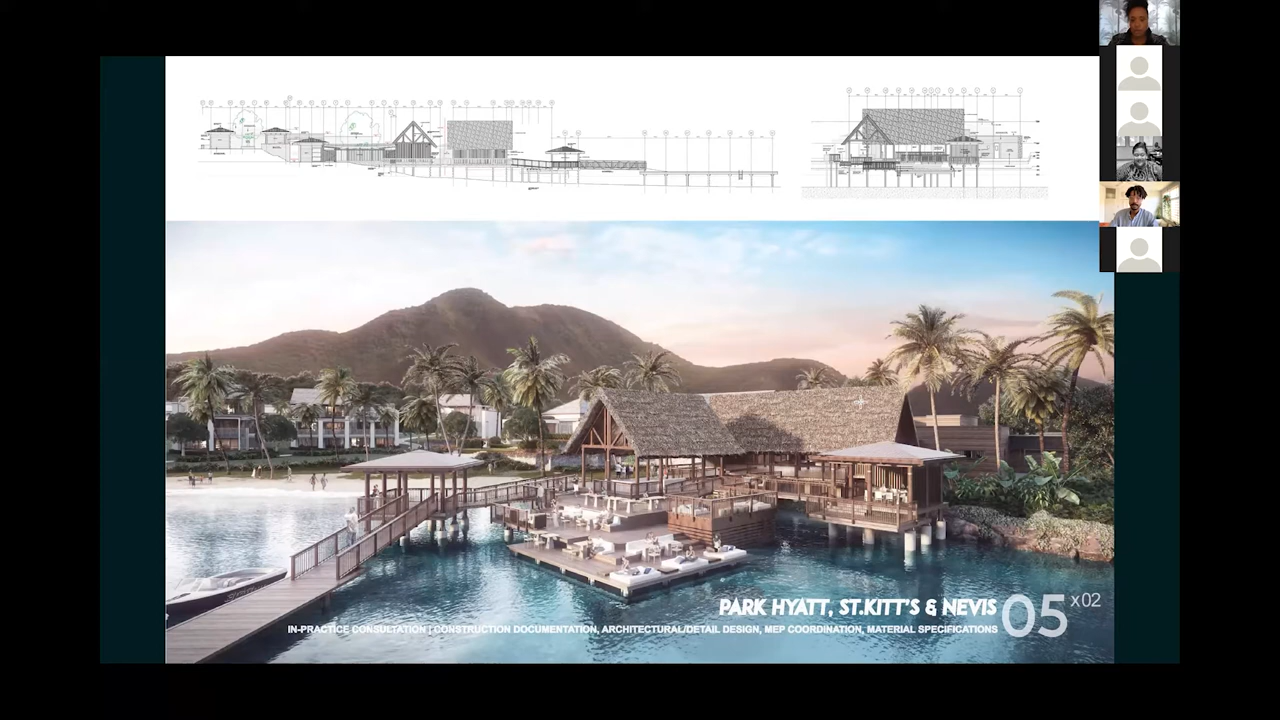 PARK HYATT, ST.KITT'S & NEVIS
05 x02
IN-PRACTICE CONSULTATION | CONSTRUCTION DOCUMENTATION, ARCHITECTURAL/DETAIL DESIGN, MEP COORDINATION, MATERIAL SPECIFICATIONS